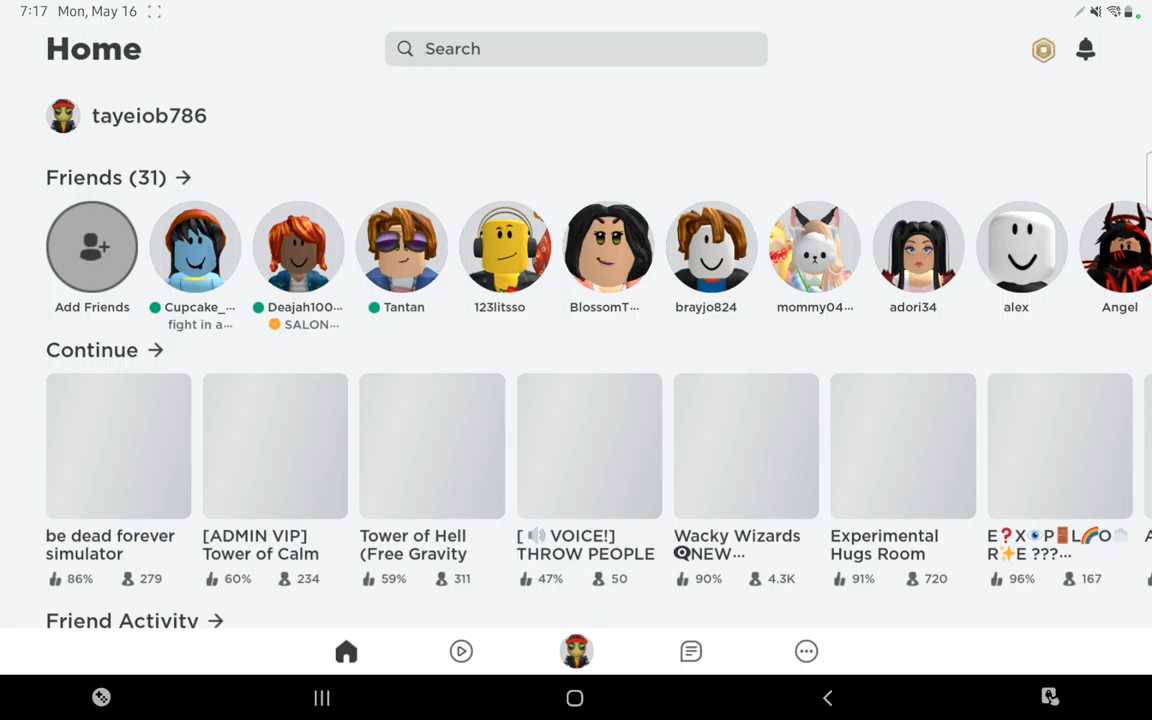 7:17 Mon, May 16
Home
Search
tayeiob786
Friends (31) →
Add Friends
Cupcake_...
fight in a...
Deajah100...
SALON...
Tantan
123litsso
BlossomT...
brayjo824
mommy04...
adori34
alex
Angel
Continue →
be dead forever
simulator
86% 279
[ADMIN VIP]
Tower of Calm
60% 234
Tower of Hell
(Free Gravity
59% 311
[ 🔊 VOICE!]
THROW PEOPLE
47% 50
Wacky Wizards
🗨NEW...
90% 4.3K
Experimental
Hugs Room
91% 720
E❓X👁️P🚪L🌈O☁️
R✨E ???...
96% 167
Friend Activity →